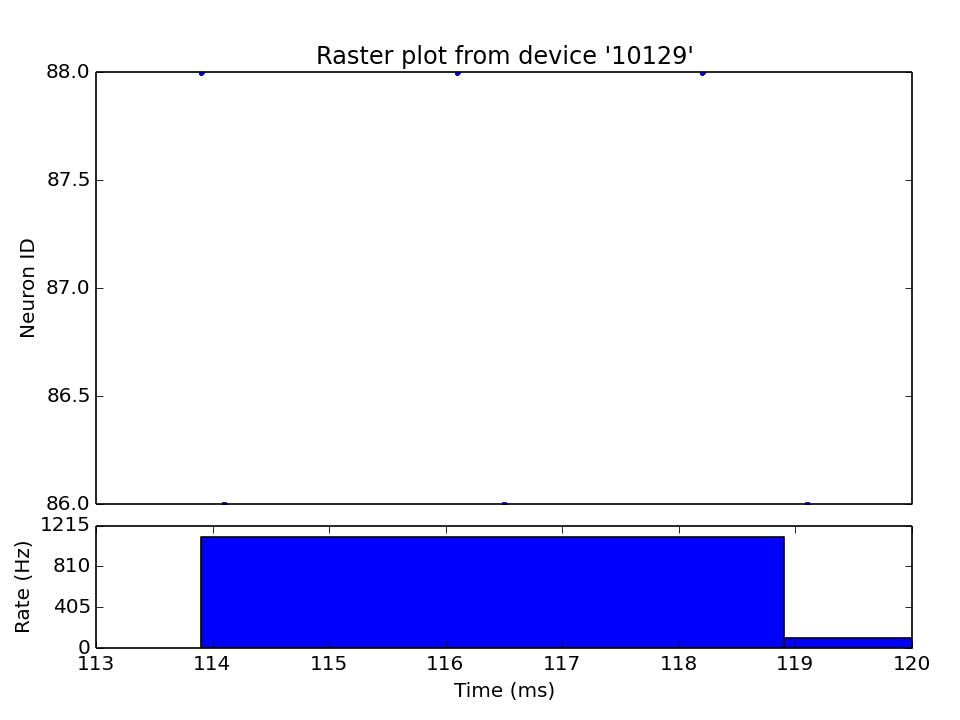 Raster plot from device '10129'
88.0
87.5
87.0
86.5
86.0
Neuron ID
1215
810
405
0
Rate (Hz)
113 114 115 116 117 118 119 120
Time (ms)